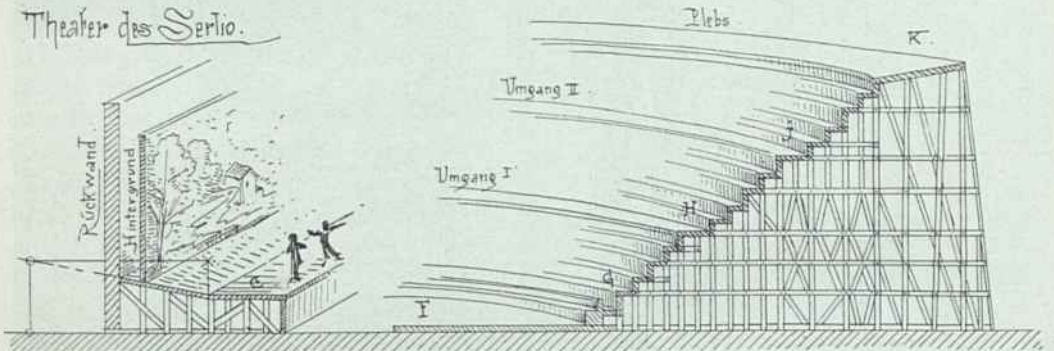 Theater des Serlio.
Plebs
K.
Umgang II
Rückwand
Hintergrund
J
Umgang I
H
C
G
F